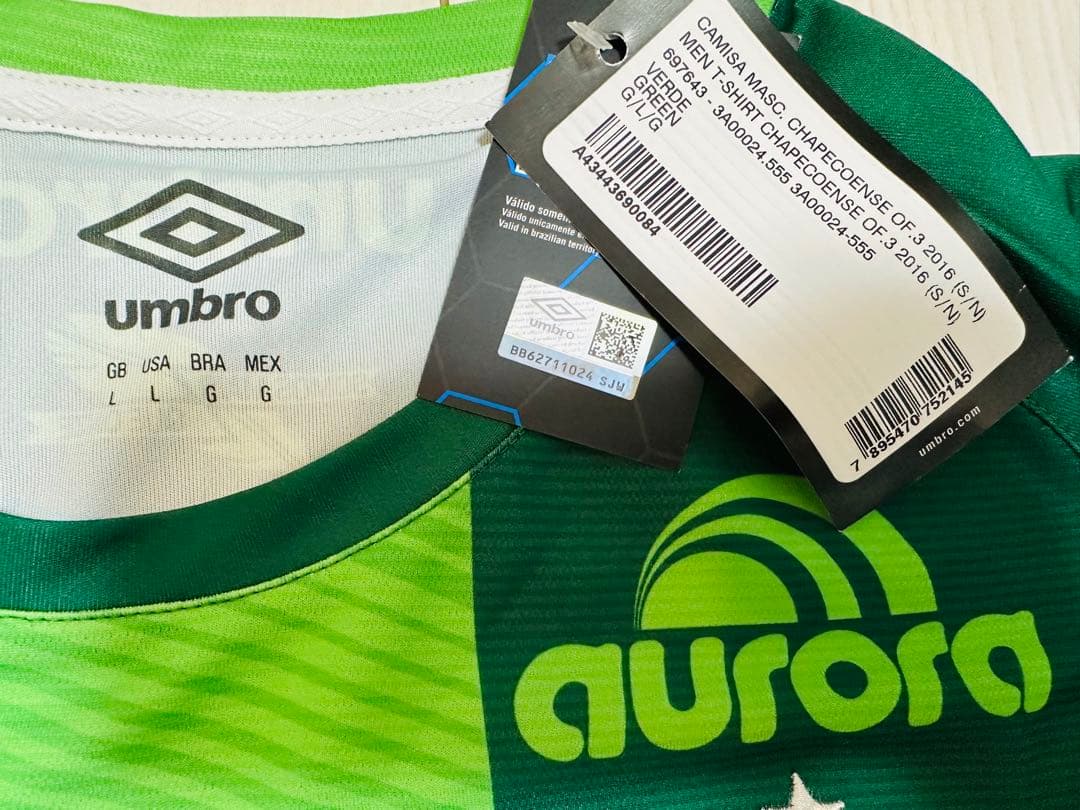 umbro
GB USA BRA MEX
L L G G
Válido somen
Válido unicamente e
Valid in brazilian territor
umbro
BB62711024 SJW
CAMISA MASC. CHAPECOENSE OF.3 2016 (S/N)
MEN T-SHIRT CHAPECOENSE OF.3 2016 (S/N)
697643 - 3A00024.555 3A00024-555
VERDE
GREEN
G/L/G
A43443690084
7 895470 752145
umbro.com
aurora